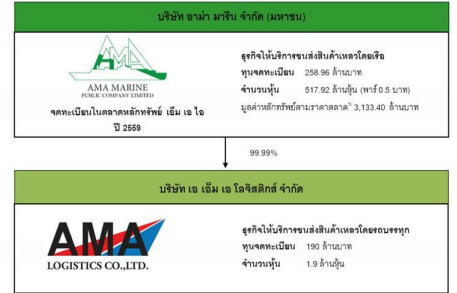 บริษัท อาม่า มารีน จำกัด (มหาชน)
AMA
AMA MARINE
PUBLIC COMPANY LIMITED
จดทะเบียนในตลาดหลักทรัพย์ เอ็ม เอ ไอ
ปี 2559
ธุรกิจให้บริการขนส่งสินค้าเหลวโดยเรือ
ทุนจดทะเบียน 258.96 ล้านบาท
จำนวนหุ้น 517.92 ล้านหุ้น (พาร์ 0.5 บาท)
มูลค่าหลักทรัพย์ตามราคาตลาด 1/ 3,133.40 ล้านบาท
99.99%
บริษัท เอ เอ็ม เอ โลจิสติกส์ จำกัด
AMA
LOGISTICS CO.,LTD.
ธุรกิจให้บริการขนส่งสินค้าเหลวโดยรถบรรทุก
ทุนจดทะเบียน 190 ล้านบาท
จำนวนหุ้น 1.9 ล้านหุ้น